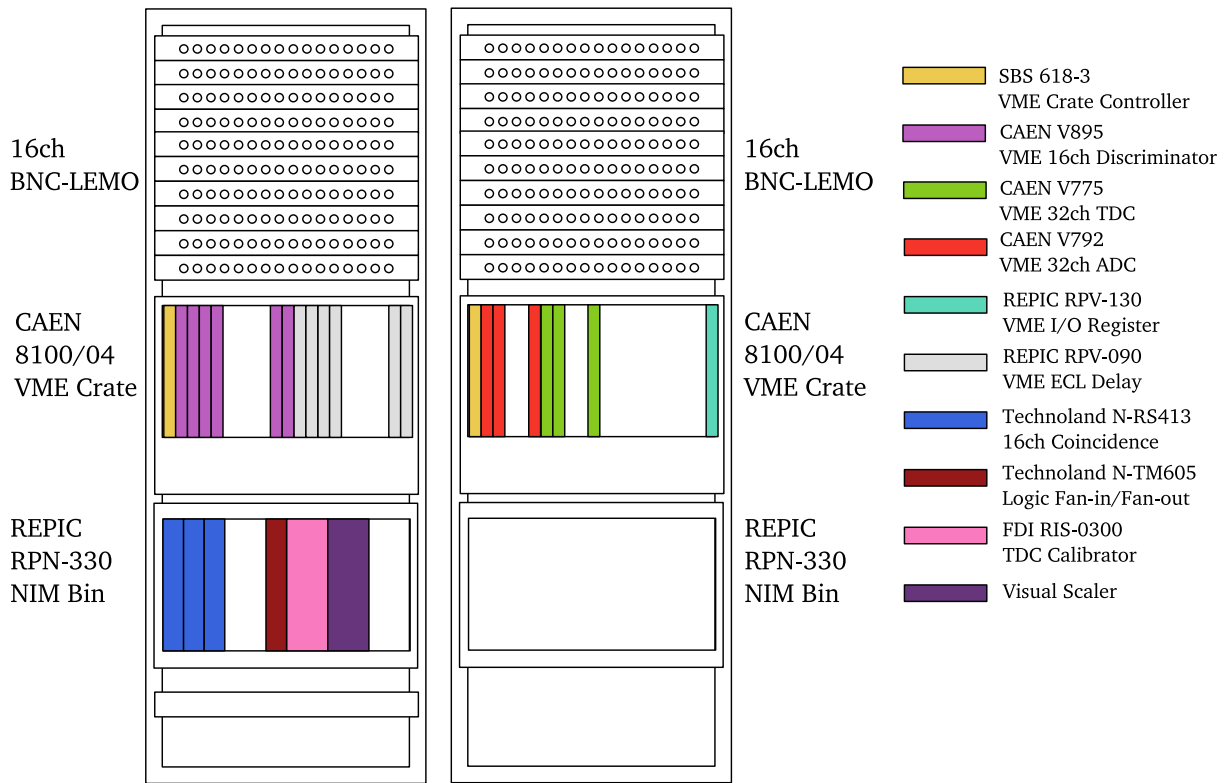 16ch
BNC-LEMO
CAEN
8100/04
VME Crate
REPIC
RPN-330
NIM Bin
16ch
BNC-LEMO
CAEN
8100/04
VME Crate
REPIC
RPN-330
NIM Bin
SBS 618-3
VME Crate Controller
CAEN V895
VME 16ch Discriminator
CAEN V775
VME 32ch TDC
CAEN V792
VME 32ch ADC
REPIC RPV-130
VME I/O Register
REPIC RPV-090
VME ECL Delay
Technoland N-RS413
16ch Coincidence
Technoland N-TM605
Logic Fan-in/Fan-out
FDI RIS-0300
TDC Calibrator
Visual Scaler